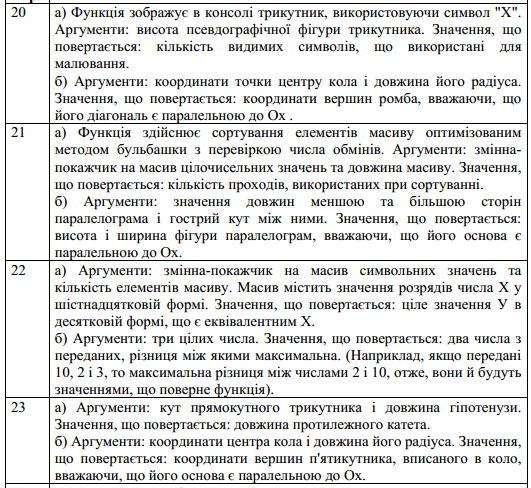 20
а) Функція зображує в консолі трикутник, використовуючи символ "Х".
Аргументи: висота псевдографічної фігури трикутника. Значення, що
повертається: кількість видимих символів, що використані для
малювання.
б) Аргументи: координати точки центру кола і довжина його радіуса.
Значення, що повертається: координати вершин ромба, вважаючи, що
його діагональ є паралельною до Ох .
21
а) Функція здійснює сортування елементів масиву оптимізованим
методом бульбашки з перевіркою числа обмінів. Аргументи: змінна-
покажчик на масив цілочисельних значень та довжина масиву. Значення,
що повертається: кількість проходів, використаних при сортуванні.
б) Аргументи: значення довжин меншою та більшою сторін
паралелограма і гострий кут між ними. Значення, що повертається:
висота і ширина фігури паралелограм, вважаючи, що його основа є
паралельною до Ох.
22
а) Аргументи: змінна-покажчик на масив символьних значень та
кількість елементів масиву. Масив містить значення розрядів числа Х у
шістнадцятковій формі. Значення, що повертається: ціле значення У в
десятковій формі, що є еквівалентним Х.
б) Аргументи: три цілих числа. Значення, що повертається: два числа з
переданих, різниця між якими максимальна. (Наприклад, якщо передані
10, 2 і 3, то максимальна різниця між числами 2 і 10, отже, вони й будуть
значеннями, що поверне функція).
23
а) Аргументи: кут прямокутного трикутника і довжина гіпотенузи.
Значення, що повертається: довжина протилежного катета.
б) Аргументи: координати центра кола і довжина його радіуса. Значення,
що повертається: координати вершин п'ятикутника, вписаного в коло,
вважаючи, що його основа є паралельною до Ох.